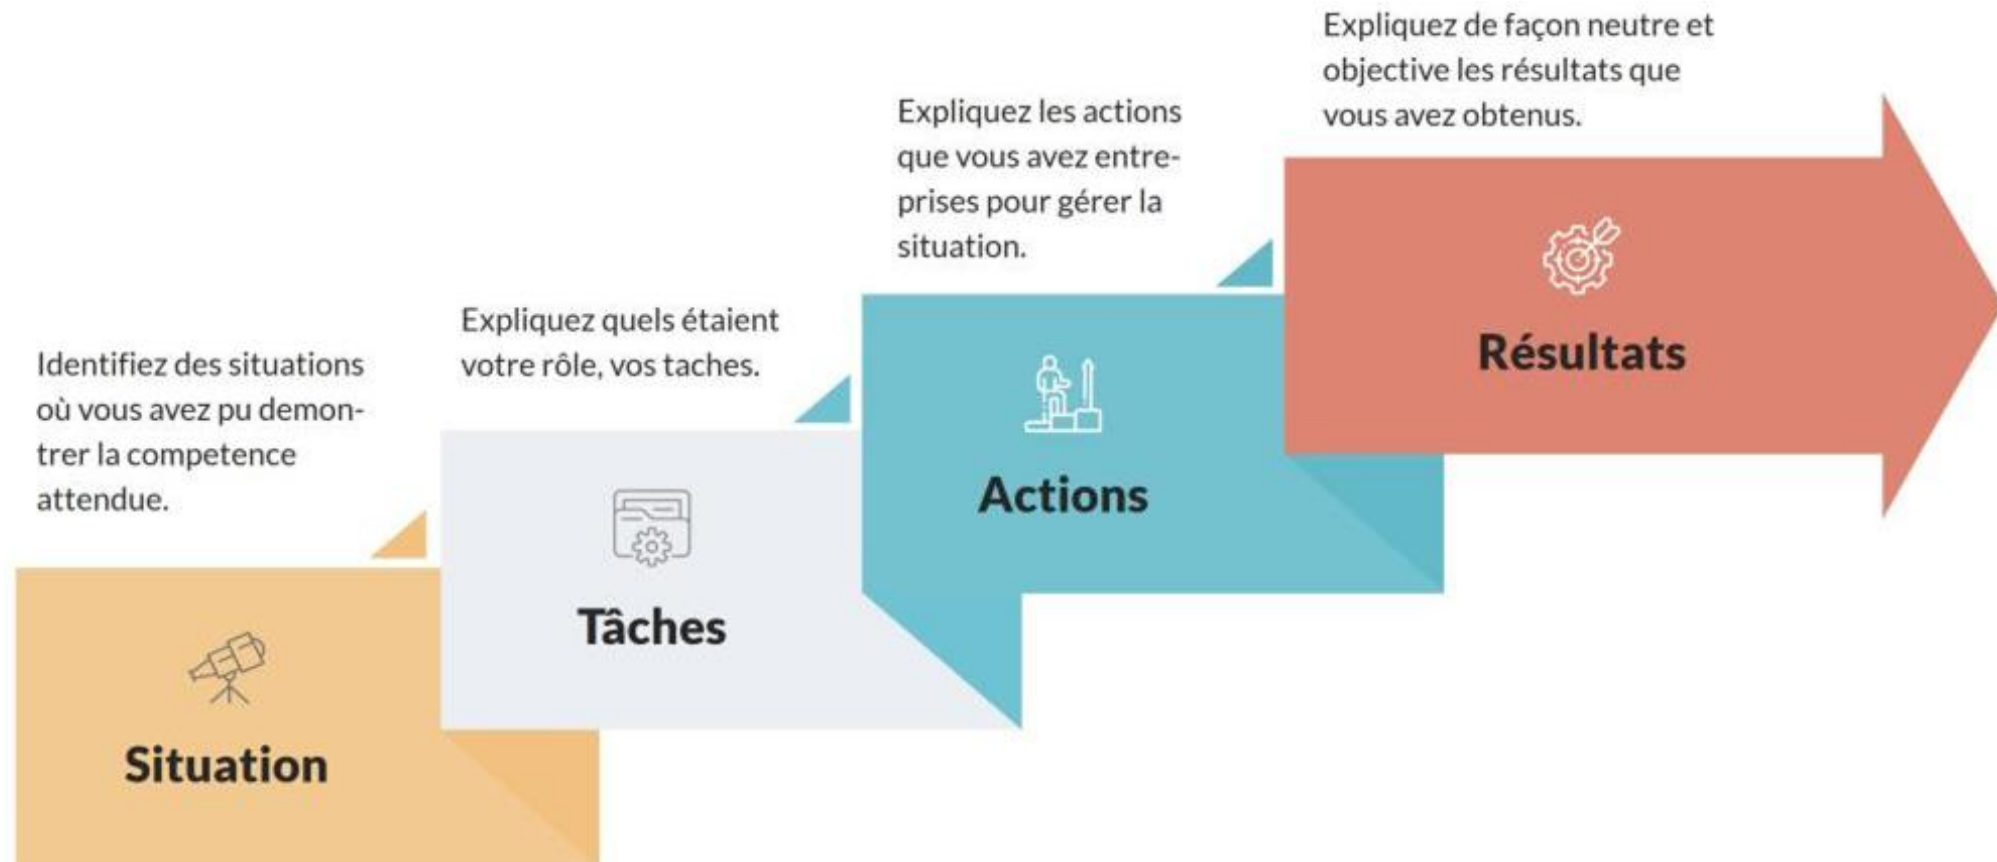 Identifiez des situations
où vous avez pu demon-
trer la competence
attendue.
Situation
Expliquez quels étaient
votre rôle, vos taches.
Tâches
Expliquez les actions
que vous avez entre-
prises pour gérer la
situation.
Actions
Expliquez de façon neutre et
objective les résultats que
vous avez obtenus.
Résultats